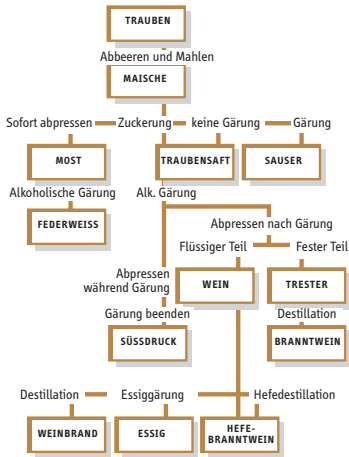 TRAUBEN
Abbeeren und Mahlen
MAISCHE
Sofort abpressen
Zuckerung
keine Gärung
Gärung
MOST
TRAUBENSAFT
SAUSER
Alkoholische Gärung
Alk. Gärung
FEDERWEISS
Abpressen nach Gärung
Flüssiger Teil
Fester Teil
Abpressen
während Gärung
WEIN
TRESTER
Gärung beenden
Destillation
SÜSSDRUCK
BRANNTWEIN
Destillation
Essiggärung
Hefedestillation
WEINBRAND
ESSIG
HEFE-
BRANNTWEIN